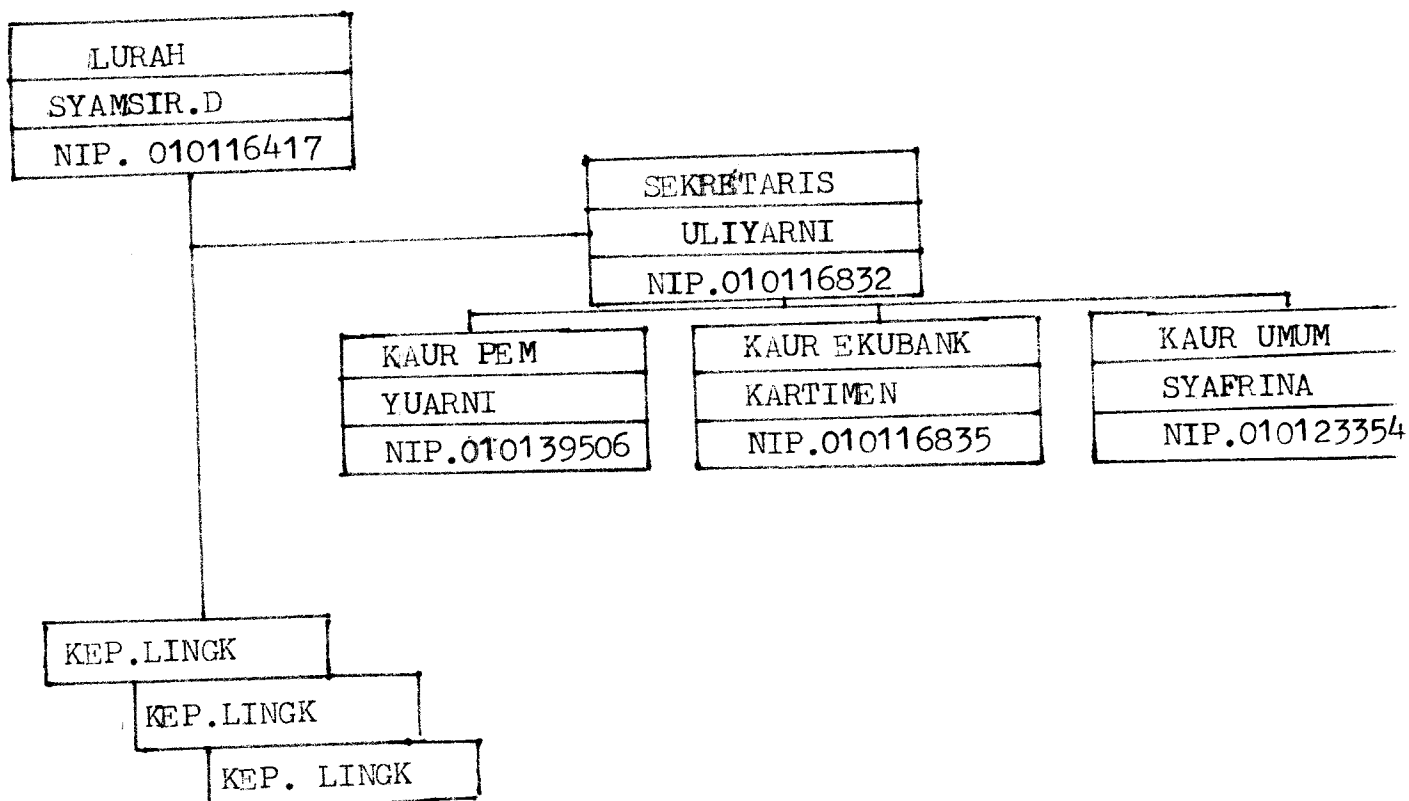 LURAH
SYAMSIR.D
NIP. 010116417
SEKRETARIS
ULIYARNI
NIP.010116832
KAUR PEM
YUARNI
NIP.010139506
KAUR EKUBANK
KARTIMEN
NIP.010116835
KAUR UMUM
SYAFRINA
NIP.010123354
KEP.LINGK
KEP.LINGK
KEP. LINGK